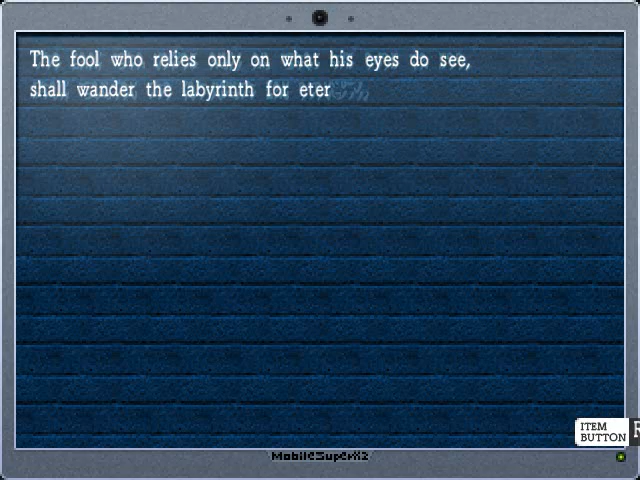 The fool who relies only on what his eyes do see,
shall wander the labyrinth for eter
ITEM
BUTTON
R
MobileSuperX2